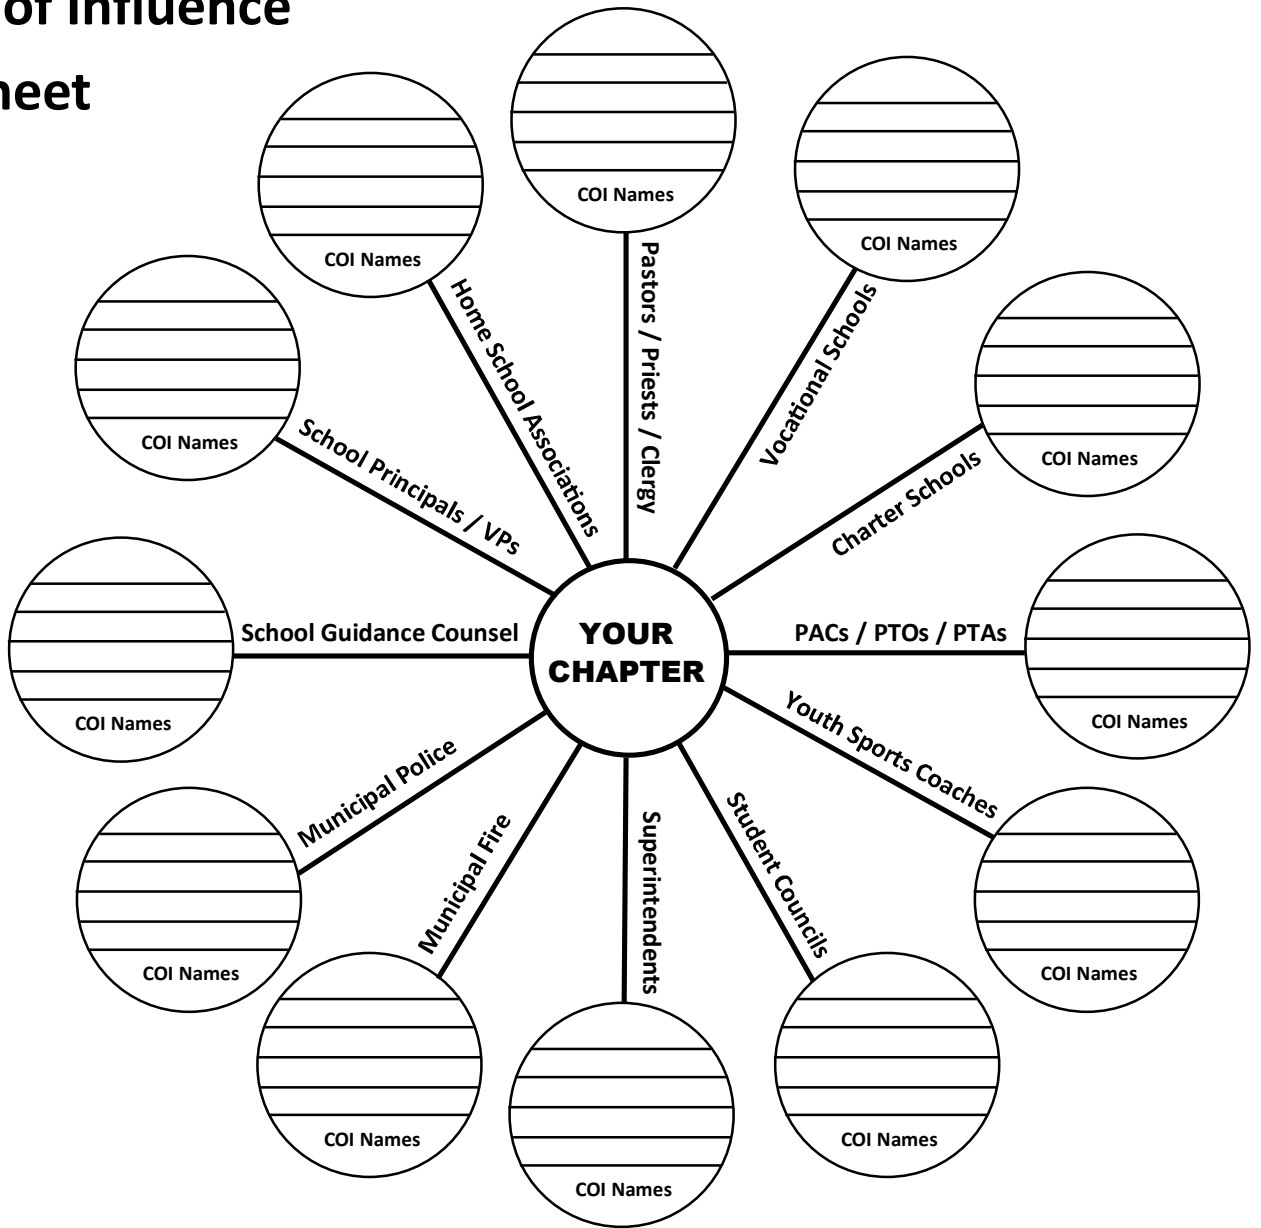 of Influence
heet
COI Names
COI Names
COI Names
COI Names
COI Names
COI Names
COI Names
COI Names
COI Names
COI Names
COI Names
COI Names
Pastors / Priests / Clergy
Vocational Schools
Charter Schools
PACs / PTOs / PTAs
Youth Sports Coaches
Student Councils
Superintendents
Municipal Fire
Municipal Police
School Guidance Counsel
School Principals / VPs
Home School Associations
YOUR
CHAPTER